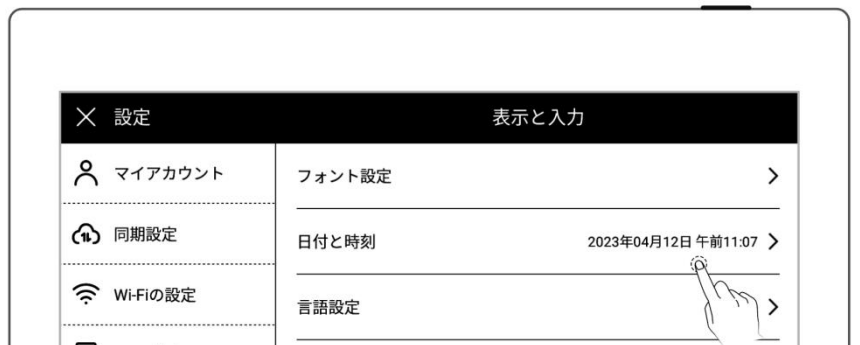 設定
表示と入力
マイアカウント
フォント設定
同期設定
日付と時刻 2023年04月12日 午前11:07
Wi-Fiの設定
言語設定